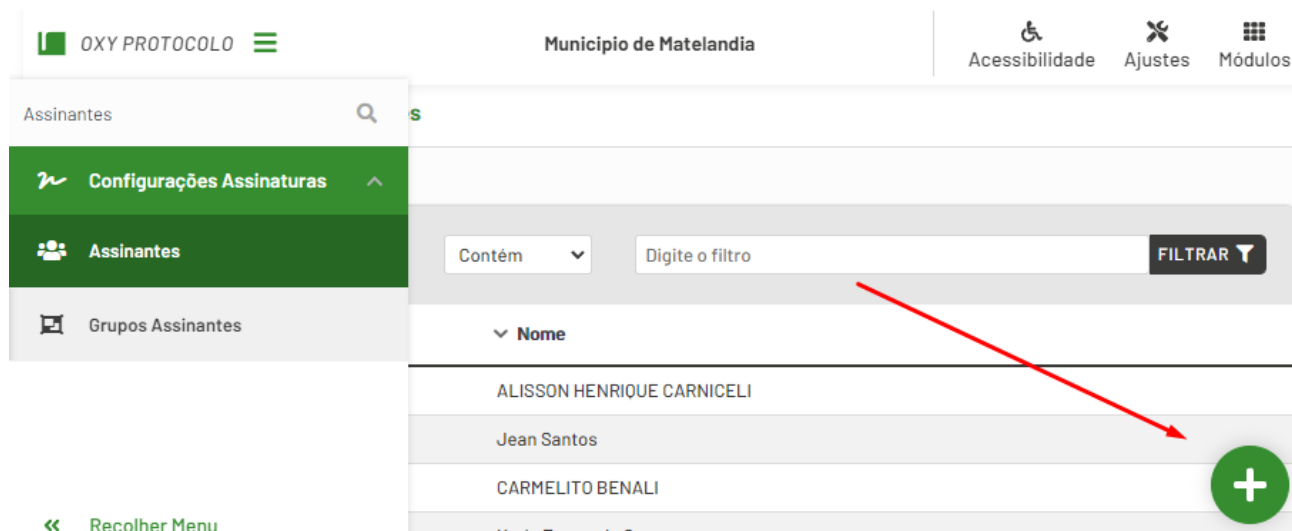 OXY PROTOCOLO
Municipio de Matelandia
Acessibilidade
Ajustes
Módulos
Assinantes
s
Configurações Assinaturas
Assinantes
Grupos Assinantes
Recolher Menu
Contém
Digite o filtro
FILTRAR
Nome
ALISSON HENRIQUE CARNICELI
Jean Santos
CARMELITO BENALI